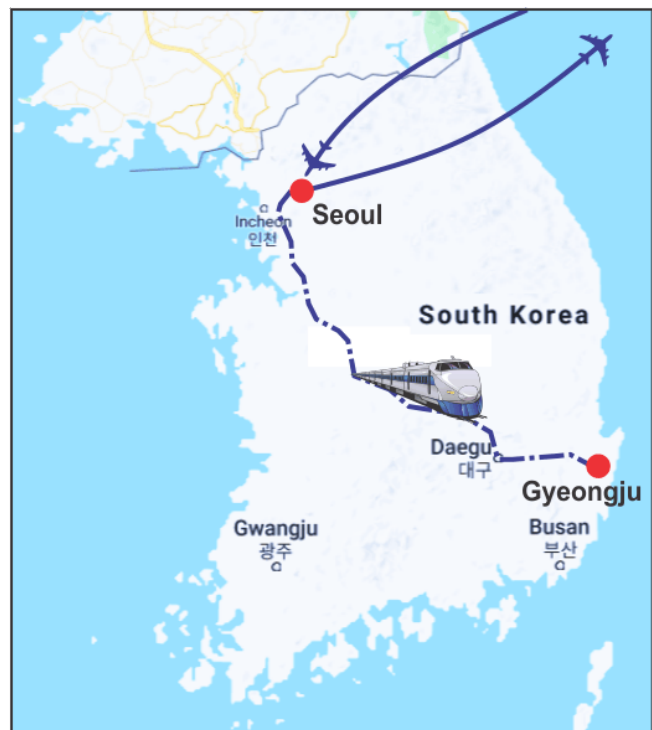 Seoul
Incheon
인천
South Korea
Daegu
대구
Gyeongju
Gwangju
광주
Busan
부산